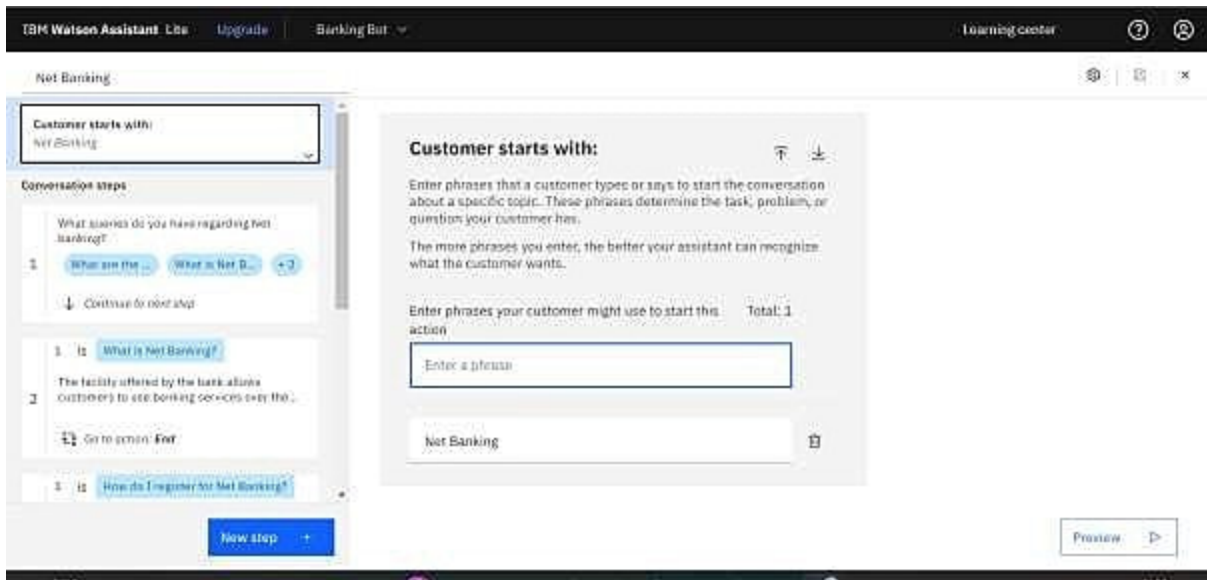 IBM Watson Assistant Lite Upgrade Banking Bot Learning center
Net Banking
Customer starts with:
Net Banking
Conversation steps
What queries do you have regarding Net
banking?
1 What are the ... What is Net B... + 3
Continue to next step
1 is What is Net Banking?
The facility offered by the bank allows
2 customers to use banking services over the...
Go to action: End
1 is How do I register for Net Banking?
New step +
Customer starts with:
Enter phrases that a customer types or says to start the conversation
about a specific topic. These phrases determine the task, problem, or
question your customer has.
The more phrases you enter, the better your assistant can recognize
what the customer wants.
Enter phrases your customer might use to start this Total: 1
action
Enter a phrase
Net Banking
Preview